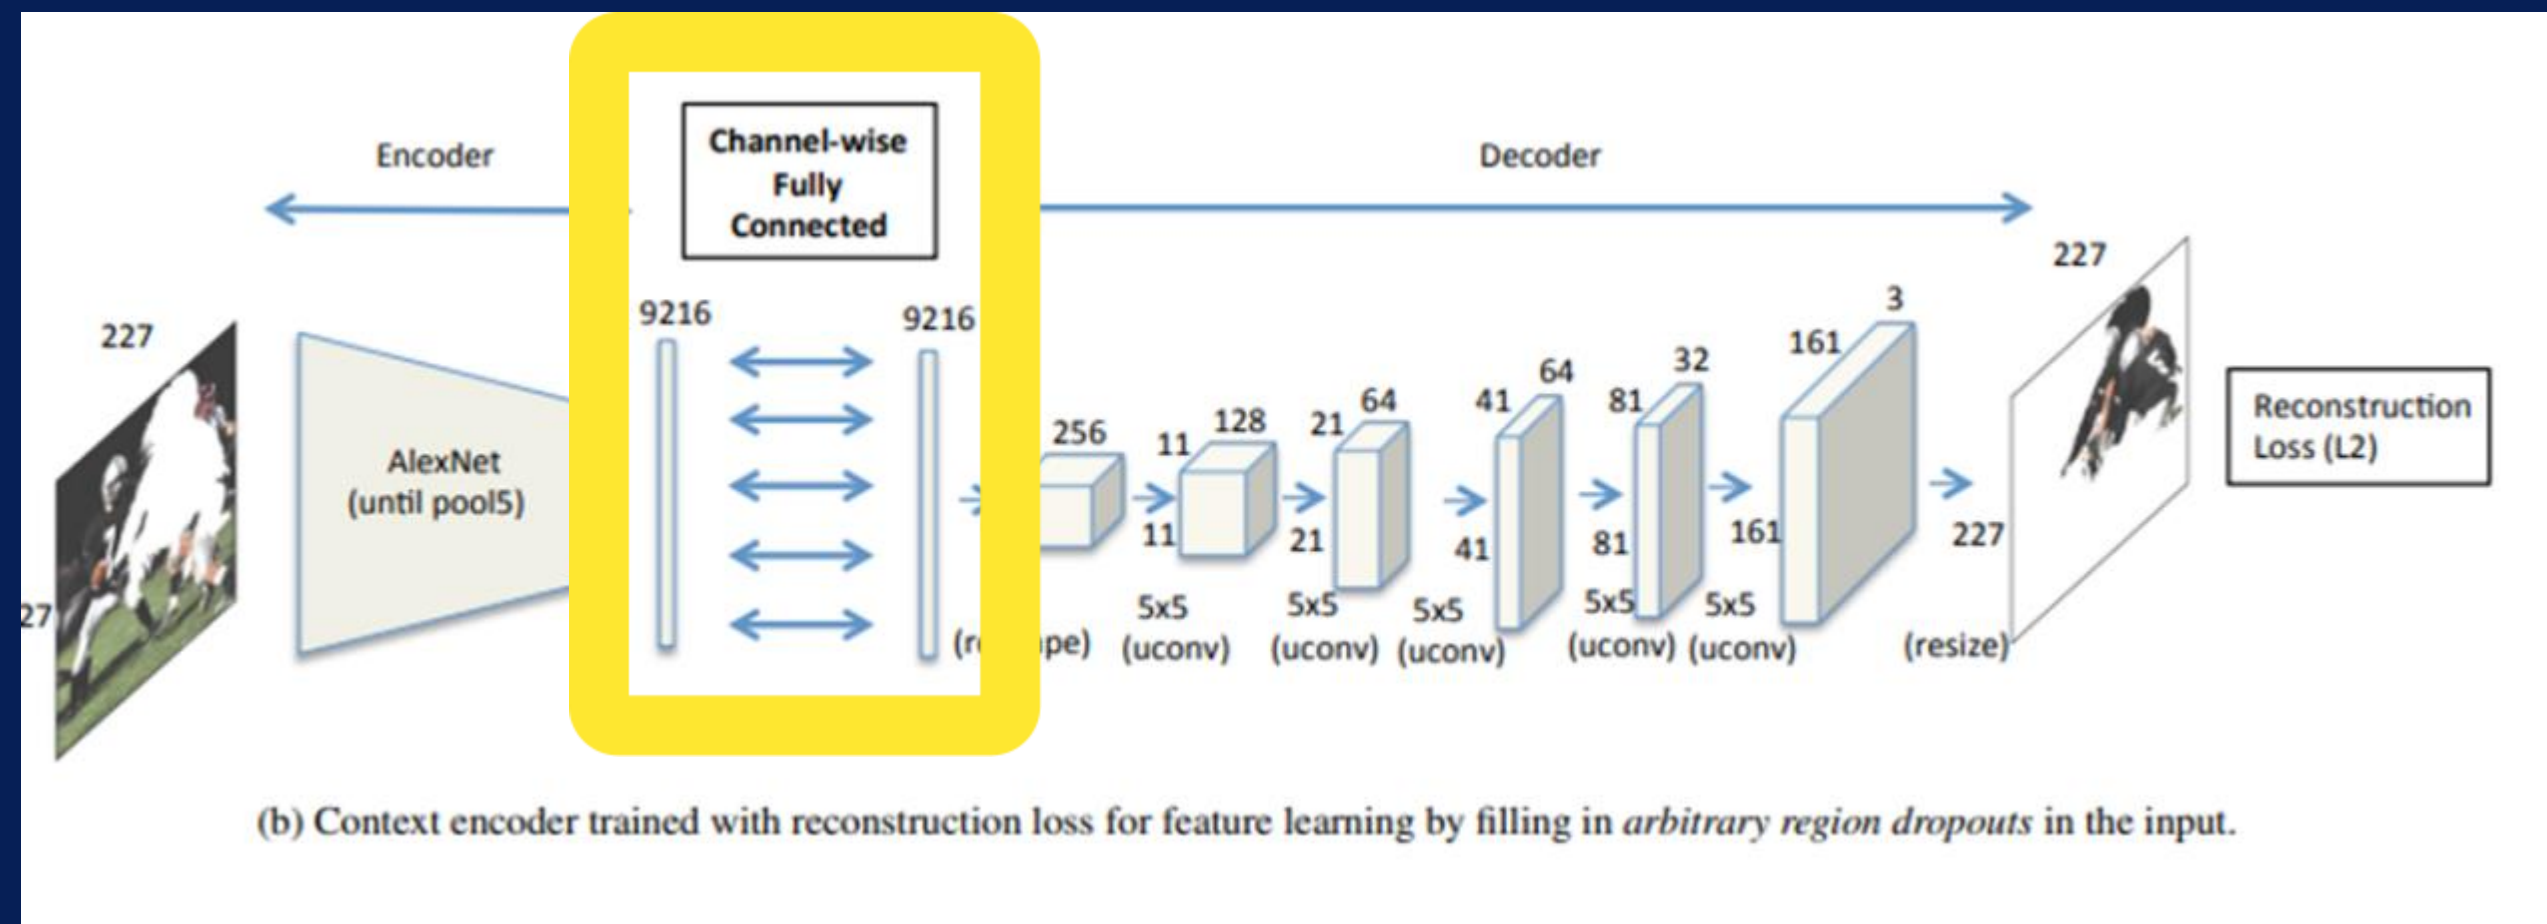 Encoder
Channel-wise
Fully
Connected
Decoder
227
27
AlexNet
(until pool5)
9216
9216
256
11
128
11
5x5
(uconv)
21
64
21
5x5
(uconv)
41
64
41
5x5
(uconv)
81
32
81
5x5
(uconv)
161
3
161
5x5
(uconv)
227
227
(resize)
Reconstruction
Loss (L2)
(b) Context encoder trained with reconstruction loss for feature learning by filling in arbitrary region dropouts in the input.